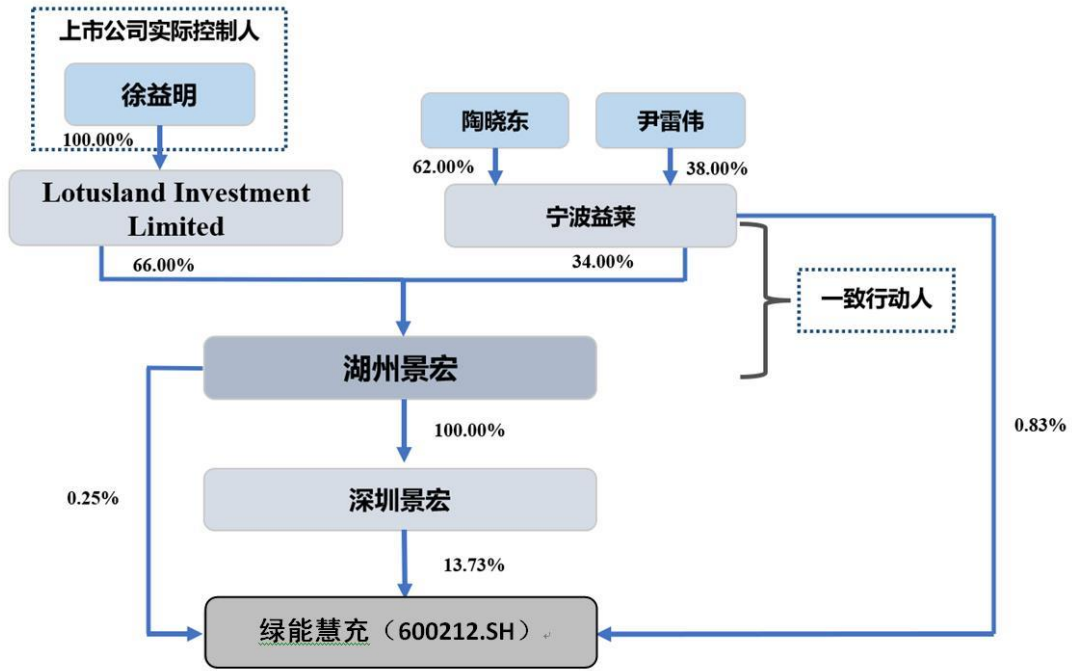 上市公司实际控制人
徐益明
100.00%
陶晓东
尹雷伟
62.00%
38.00%
Lotusland Investment
Limited
宁波益莱
66.00%
34.00%
一致行动人
湖州景宏
100.00%
0.83%
0.25%
深圳景宏
13.73%
绿能慧充（600212.SH）